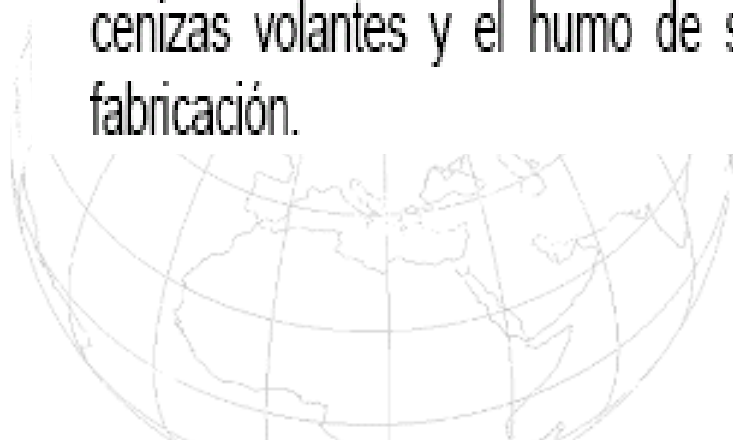 cenizas volantes y el humo de
fabricación.